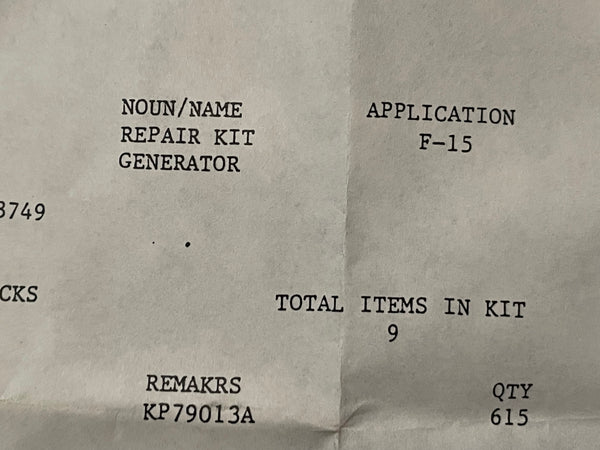 NOUN/NAME APPLICATION
REPAIR KIT F-15
GENERATOR
3749
CKS
TOTAL ITEMS IN KIT
9
REMAKRS QTY
KP79013A 615